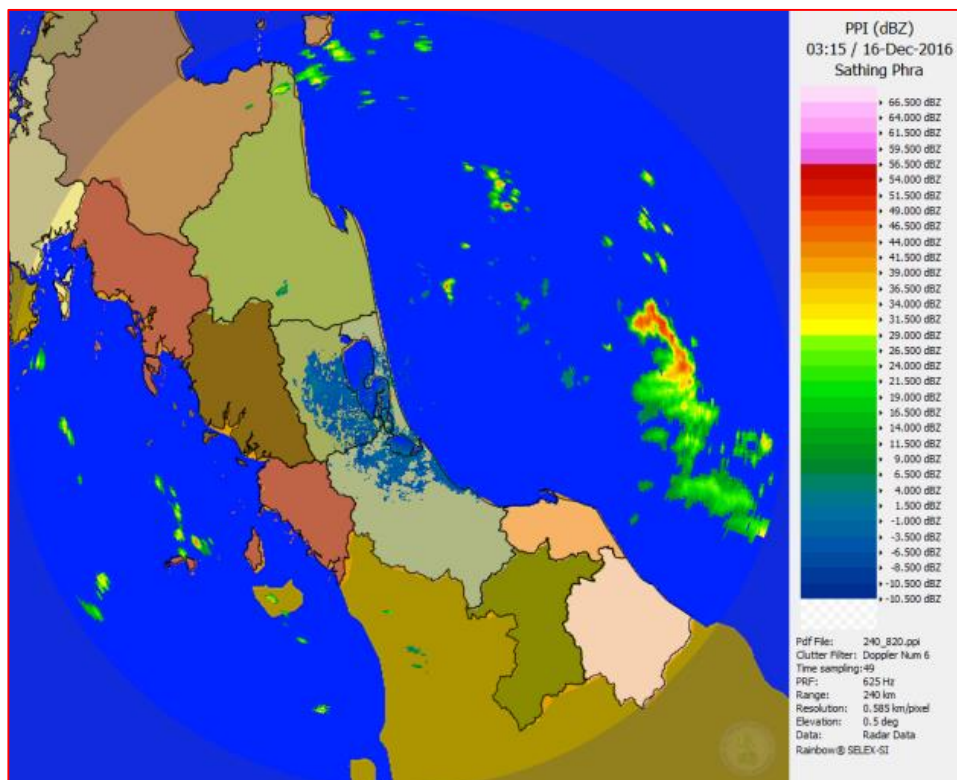 PPI (dBZ)
03:15 / 16-Dec-2016
Sathing Phra
66.500 dBZ
64.000 dBZ
61.500 dBZ
59.500 dBZ
56.500 dBZ
54.000 dBZ
51.500 dBZ
49.000 dBZ
46.500 dBZ
44.000 dBZ
41.500 dBZ
39.000 dBZ
36.500 dBZ
34.000 dBZ
31.500 dBZ
29.000 dBZ
26.500 dBZ
24.000 dBZ
21.500 dBZ
19.000 dBZ
16.500 dBZ
14.000 dBZ
11.500 dBZ
9.000 dBZ
6.500 dBZ
4.000 dBZ
1.500 dBZ
-1.000 dBZ
-3.500 dBZ
-6.500 dBZ
-8.500 dBZ
-10.500 dBZ
-10.500 dBZ
Pdf File: 240_820.ppi
Clutter Filter: Doppler Num 6
Time sampling:49
PRF: 625 Hz
Range: 240 km
Resolution: 0.585 km/pixel
Elevation: 0.5 deg
Data: Radar Data
Rainbow® SELEX-SI